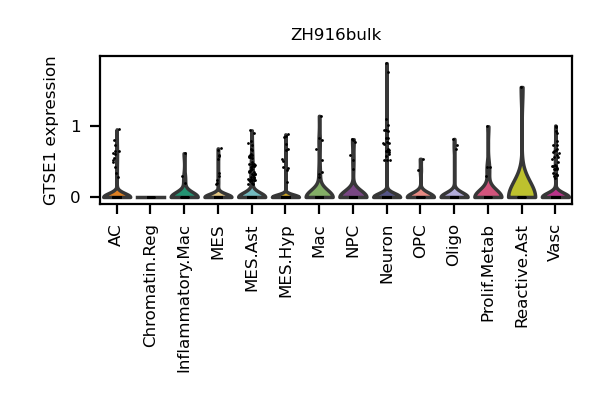 ZH916bulk
GTSE1 expression
1
0
AC
Chromatin.Reg
Inflammatory.Mac
MES
MES.Ast
MES.Hyp
Mac
NPC
Neuron
OPC
Oligo
Prolif.Metab
Reactive.Ast
Vasc